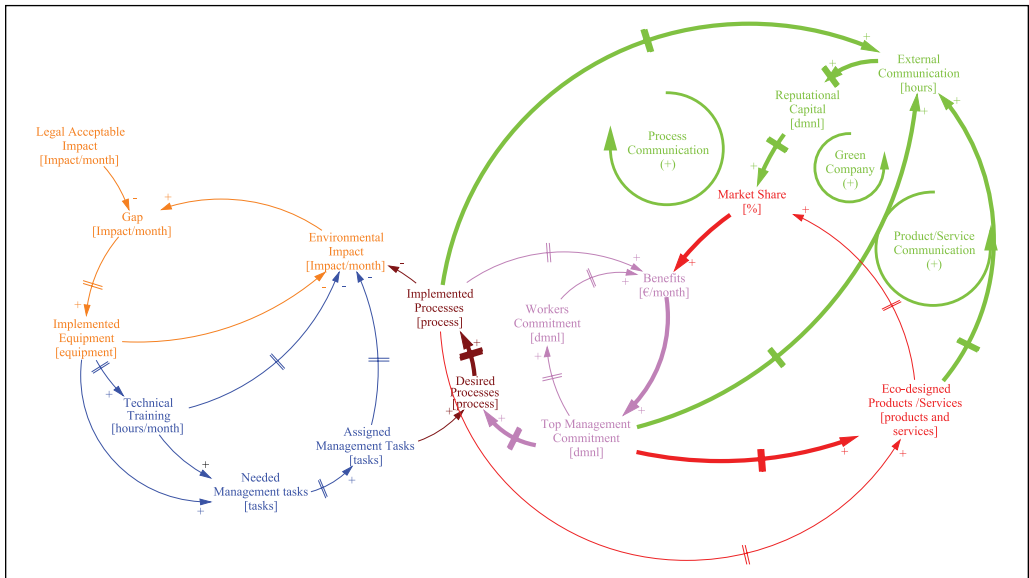 External
Communication
[hours]
Reputational
Capital
[dmnl]
Legal Acceptable
Impact
[Impact/month]
Process
Communication
(+)
Green
Company
(+)
Market Share
[%]
Gap
[Impact/month]
Environmental
Impact
[Impact/month]
Product/Service
Communication
(+)
Benefits
[€/month]
Implemented
Processes
[process]
Workers
Commitment
[dmnl]
Implemented
Equipment
[equipment]
Desired
Processes
[process]
Eco-designed
Products /Services
[products and
services]
Technical
Training
[hours/month]
Assigned
Management Tasks
[tasks]
Top Management
Commitment
[dmnl]
Needed
Management tasks
[tasks]